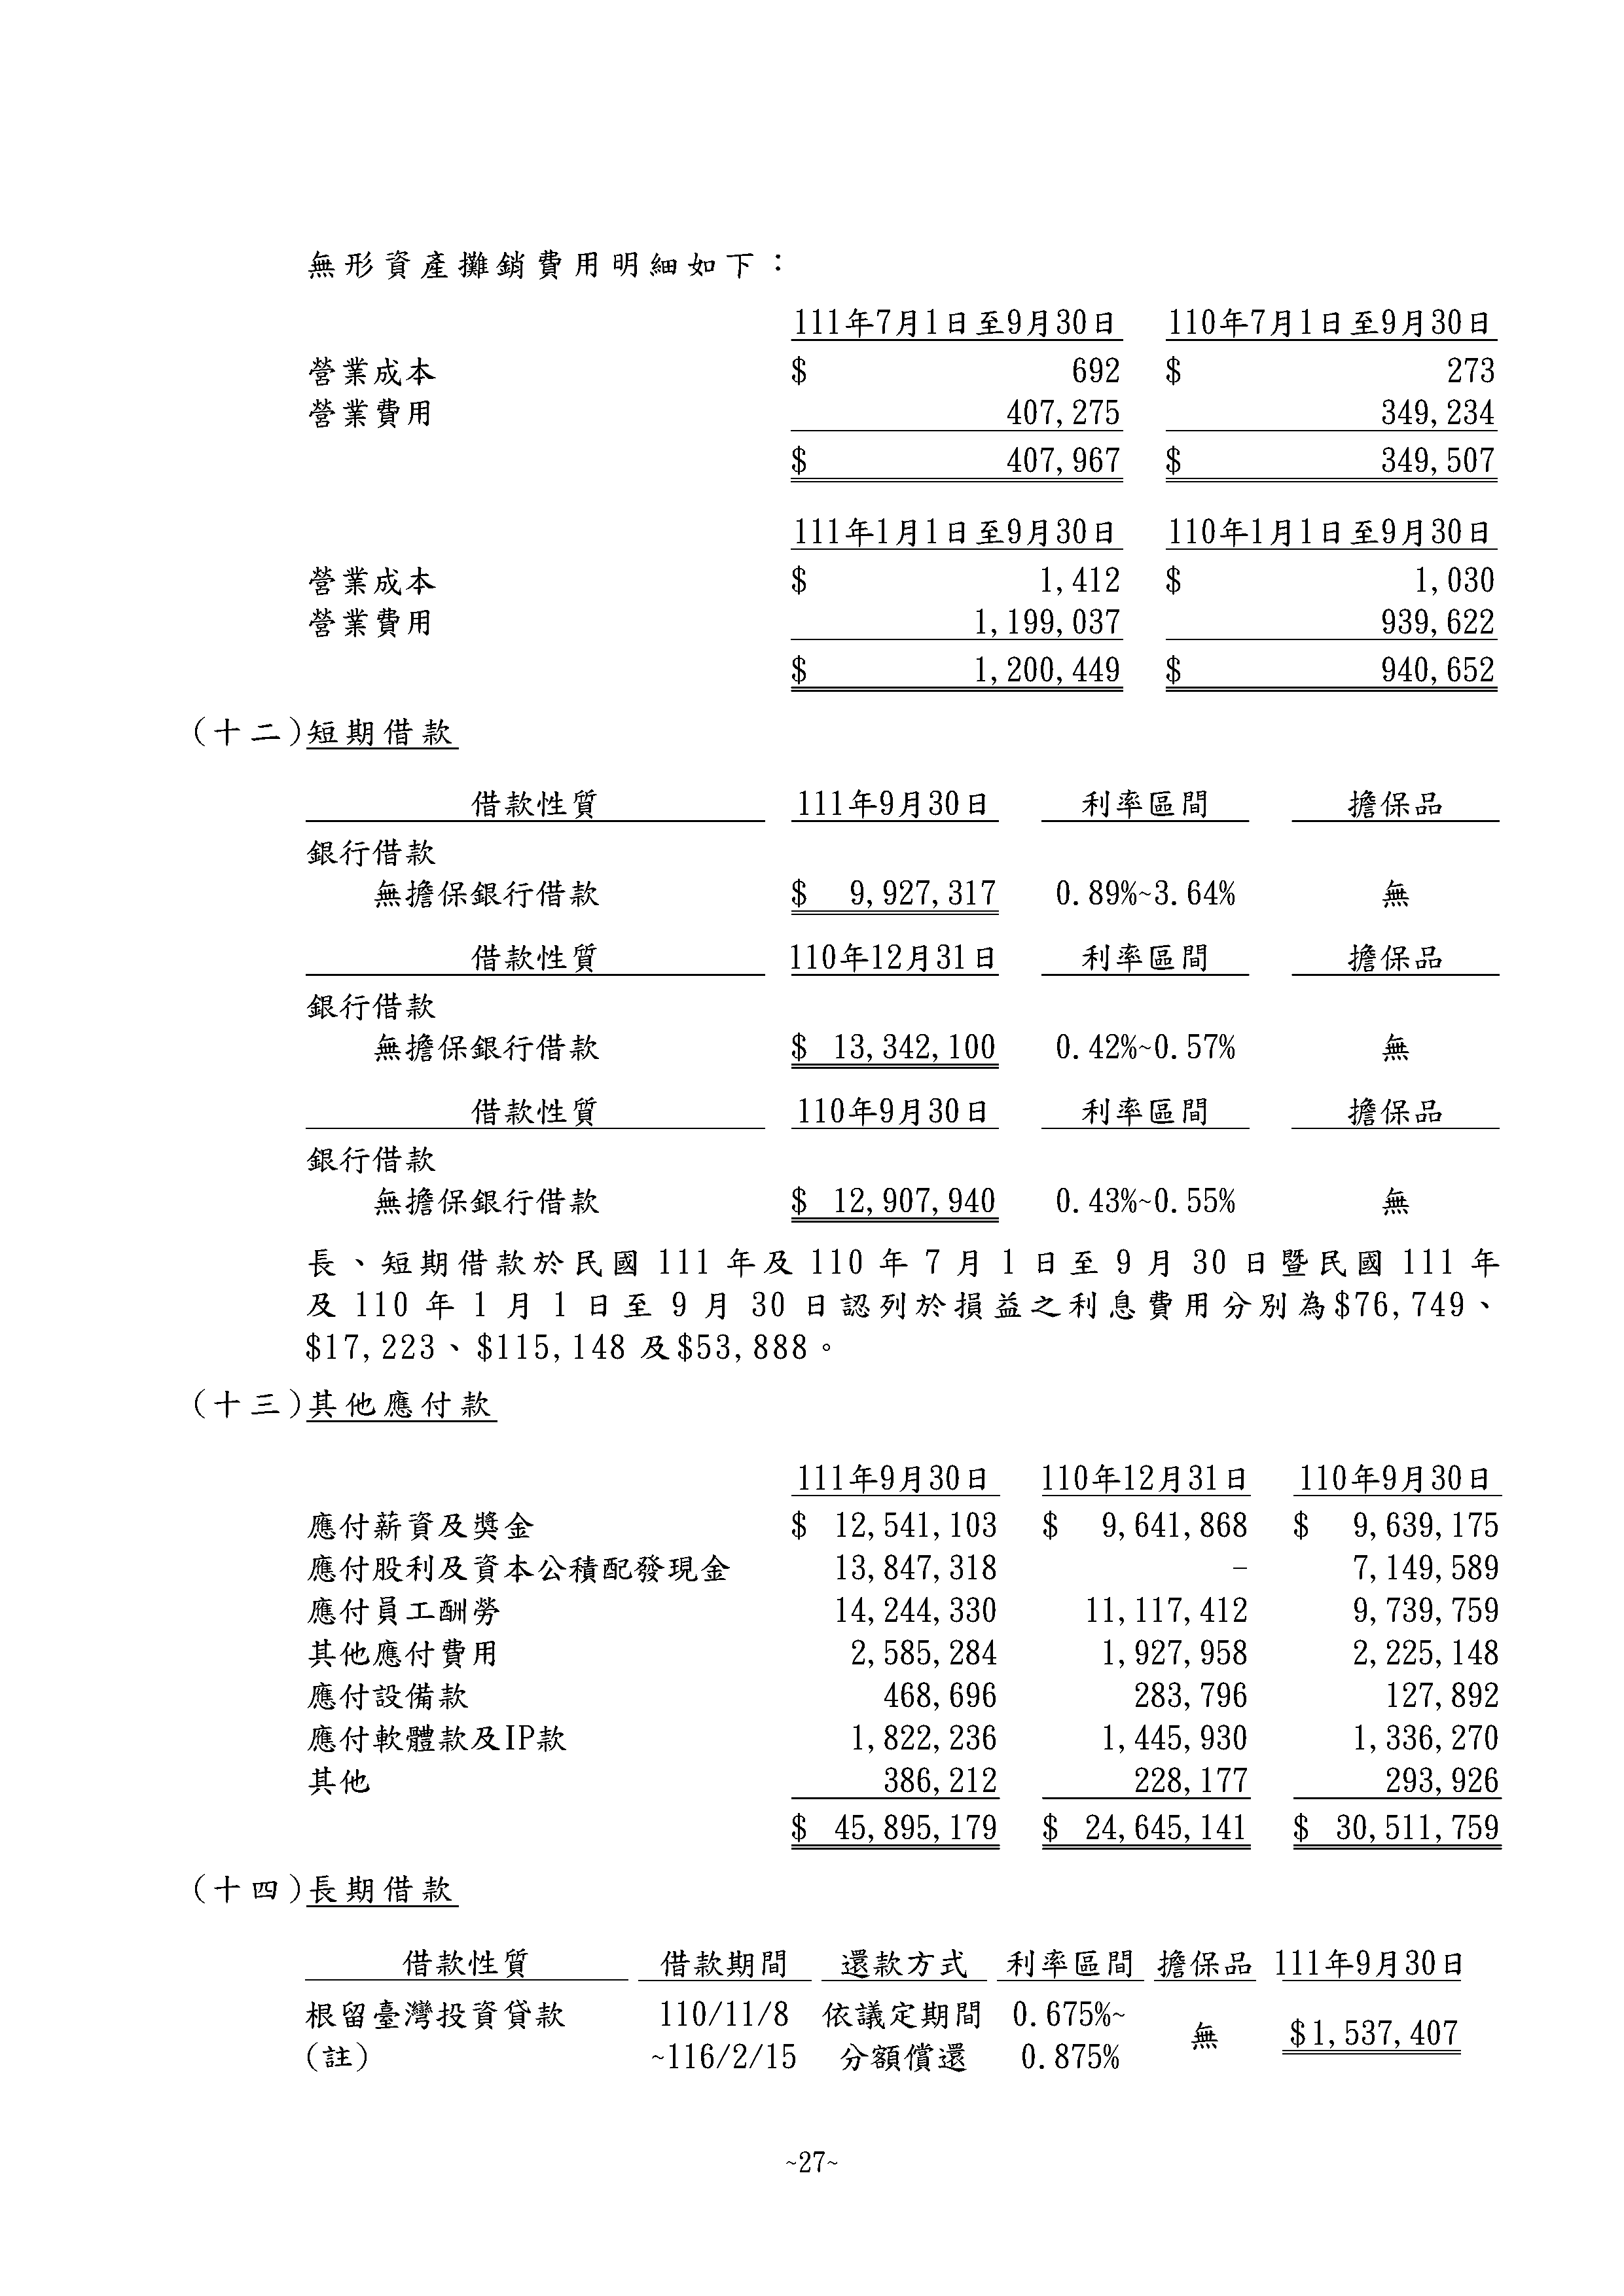 無形資產攤銷費用明細如下：
111年7月1日至9月30日 110年7月1日至9月30日
營業成本 $ 692 $ 273
營業費用 407,275 349,234
$ 407,967 $ 349,507
111年1月1日至9月30日 110年1月1日至9月30日
營業成本 $ 1,412 $ 1,030
營業費用 1,199,037 939,622
$ 1,200,449 $ 940,652
(十二)短期借款
借款性質 111年9月30日 利率區間 擔保品
銀行借款
無擔保銀行借款 $ 9,927,317 0.89%~3.64% 無
借款性質 110年12月31日 利率區間 擔保品
銀行借款
無擔保銀行借款 $ 13,342,100 0.42%~0.57% 無
借款性質 110年9月30日 利率區間 擔保品
銀行借款
無擔保銀行借款 $ 12,907,940 0.43%~0.55% 無
長、短期借款於民國 111 年及 110 年 7 月 1 日至 9 月 30 日暨民國 111 年
及 110 年 1 月 1 日至 9 月 30 日認列於損益之利息費用分別為$76,749、
$17,223、$115,148 及$53,888。
(十三)其他應付款
111年9月30日 110年12月31日 110年9月30日
應付薪資及獎金 $ 12,541,103 $ 9,641,868 $ 9,639,175
應付股利及資本公積配發現金 13,847,318 - 7,149,589
應付員工酬勞 14,244,330 11,117,412 9,739,759
其他應付費用 2,585,284 1,927,958 2,225,148
應付設備款 468,696 283,796 127,892
應付軟體款及IP款 1,822,236 1,445,930 1,336,270
其他 386,212 228,177 293,926
$ 45,895,179 $ 24,645,141 $ 30,511,759
(十四)長期借款
借款性質 借款期間 還款方式 利率區間 擔保品 111年9月30日
根留臺灣投資貸款 110/11/8 依議定期間 0.675%~ 無 $1,537,407
(註) ~116/2/15 分額償還 0.875%
~27~